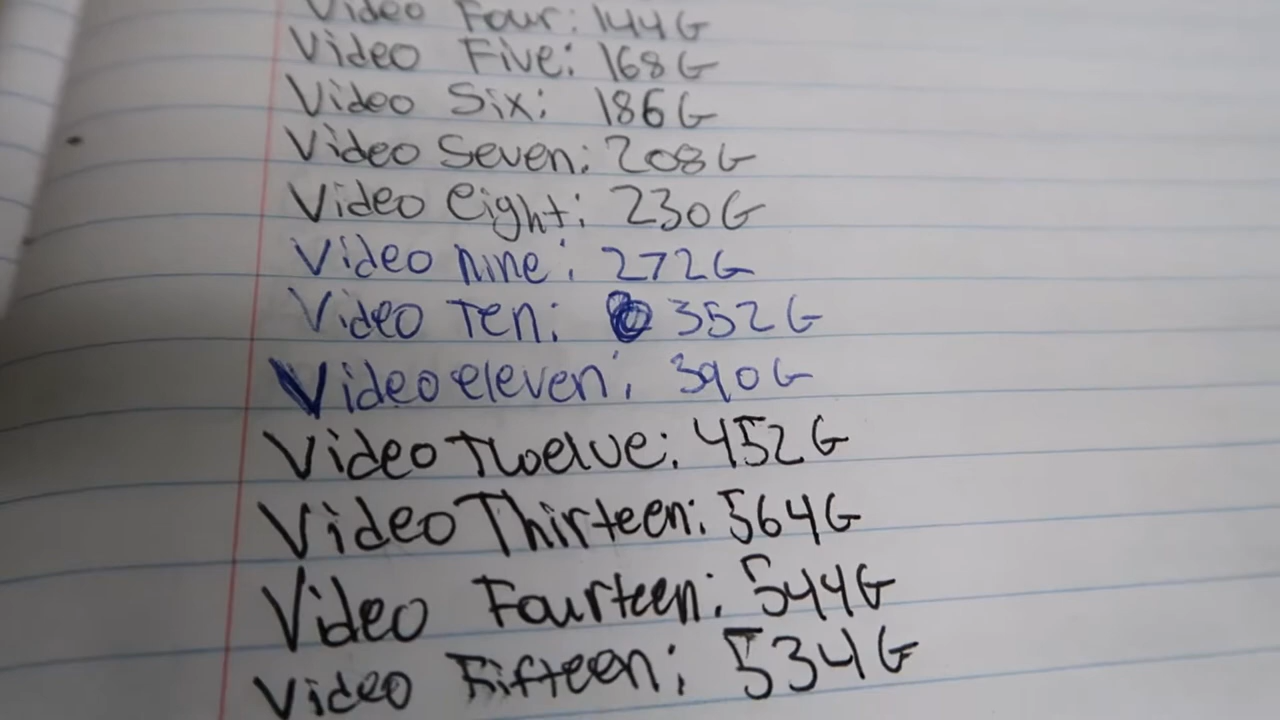 Video Four: 144G
Video Five: 168G
Video Six: 186G
Video Seven: 208G
Video eight: 230G
Video nine: 272G
Video Ten: 352G
Video eleven: 390G
Video Twoelve: 452G
Video Thirteen: 564G
Video Fourteen: 544G
Video Fifteen: 534G